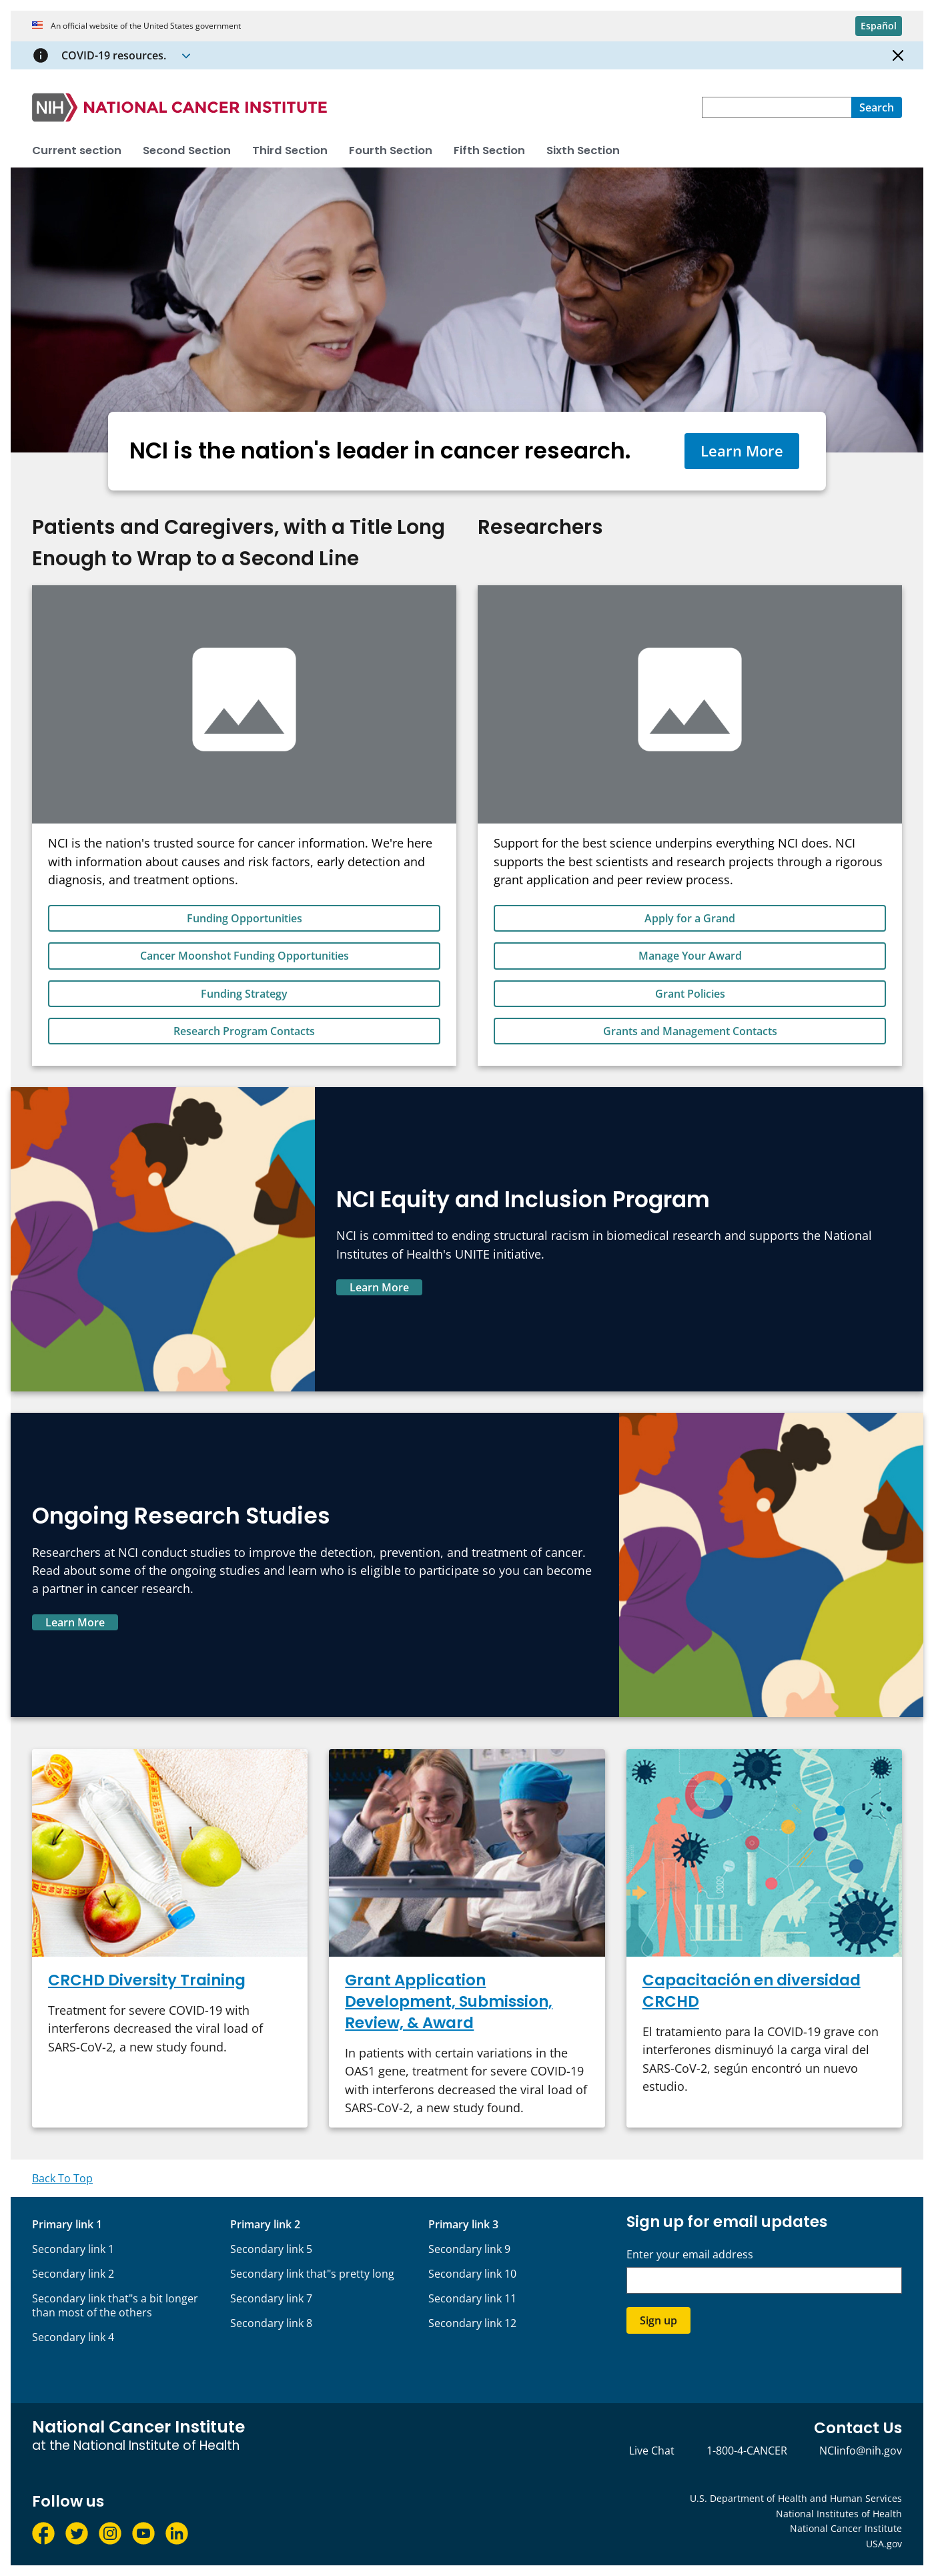 An official website of the United States government
Español
COVID-19 resources.
NIH NATIONAL CANCER INSTITUTE
Search
Current section Second Section Third Section Fourth Section Fifth Section Sixth Section
NCI is the nation's leader in cancer research.
Learn More
Patients and Caregivers, with a Title Long
Enough to Wrap to a Second Line
NCI is the nation's trusted source for cancer information. We're here
with information about causes and risk factors, early detection and
diagnosis, and treatment options.
Funding Opportunities
Cancer Moonshot Funding Opportunities
Funding Strategy
Research Program Contacts
Researchers
Support for the best science underpins everything NCI does. NCI
supports the best scientists and research projects through a rigorous
grant application and peer review process.
Apply for a Grand
Manage Your Award
Grant Policies
Grants and Management Contacts
NCI Equity and Inclusion Program
NCI is committed to ending structural racism in biomedical research and supports the National
Institutes of Health's UNITE initiative.
Learn More
Ongoing Research Studies
Researchers at NCI conduct studies to improve the detection, prevention, and treatment of cancer.
Read about some of the ongoing studies and learn who is eligible to participate so you can become
a partner in cancer research.
Learn More
CRCHD Diversity Training
Treatment for severe COVID-19 with
interferons decreased the viral load of
SARS-CoV-2, a new study found.
Grant Application
Development, Submission,
Review, & Award
In patients with certain variations in the
OAS1 gene, treatment for severe COVID-19
with interferons decreased the viral load of
SARS-CoV-2, a new study found.
Capacitación en diversidad
CRCHD
El tratamiento para la COVID-19 grave con
interferones disminuyó la carga viral del
SARS-CoV-2, según encontró un nuevo
estudio.
Back To Top
Primary link 1
Secondary link 1
Secondary link 2
Secondary link that"s a bit longer
than most of the others
Secondary link 4
Primary link 2
Secondary link 5
Secondary link that"s pretty long
Secondary link 7
Secondary link 8
Primary link 3
Secondary link 9
Secondary link 10
Secondary link 11
Secondary link 12
Sign up for email updates
Enter your email address
Sign up
National Cancer Institute
at the National Institute of Health
Contact Us
Live Chat 1-800-4-CANCER NCIinfo@nih.gov
Follow us
U.S. Department of Health and Human Services
National Institutes of Health
National Cancer Institute
USA.gov